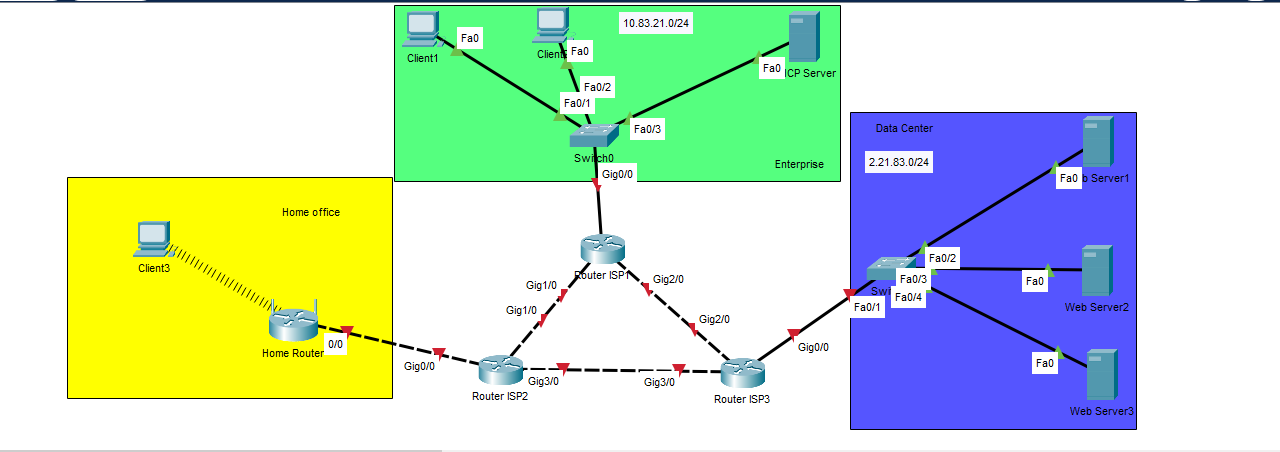 10.83.21.0/24
Client1
Fa0
Fa0
Fa0
CP Server
Fa0/2
Fa0/1
Fa0/3
Switch0
Enterprise
Gig0/0
Data Center
2.21.83.0/24
Fa0
b Server1
Home office
Client3
Home Router
0/0
Router ISP1
Gig1/0
Gig2/0
Gig1/0
Gig2/0
Gig0/0
Gig3/0
Gig3/0
Gig0/0
Router ISP2
Router ISP3
Fa0/2
Fa0/3
Fa0/4
Fa0/1
Fa0
Web Server2
Fa0
Web Server3